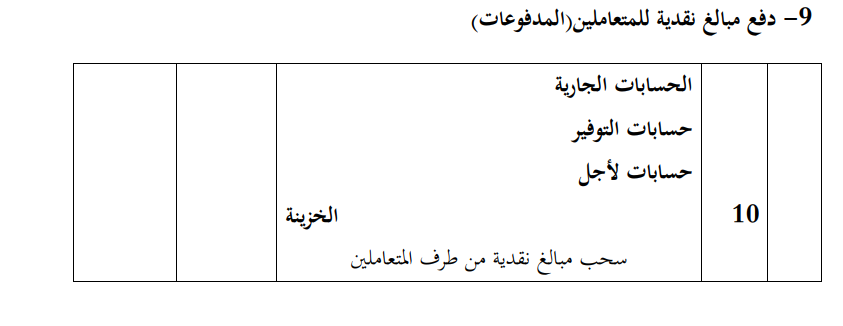 9- دفع مبالغ نقدية للمتعاملين(المدفوعات)
الحسابات الجارية
حسابات التوفير
حسابات لأجل
10 الخزينة
سحب مبالغ نقدية من طرف المتعاملين